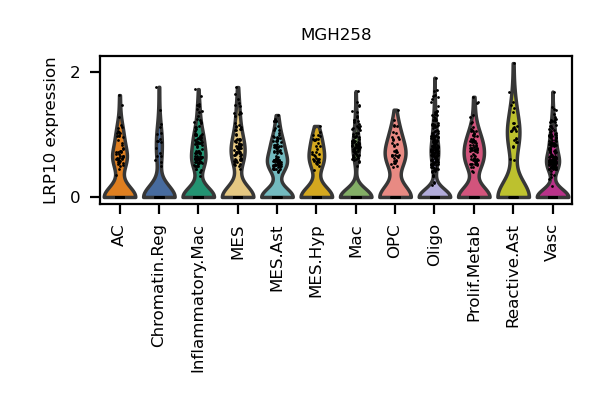 MGH258
LRP10 expression
2
0
AC
Chromatin.Reg
Inflammatory.Mac
MES
MES.Ast
MES.Hyp
Mac
OPC
Oligo
Prolif.Metab
Reactive.Ast
Vasc